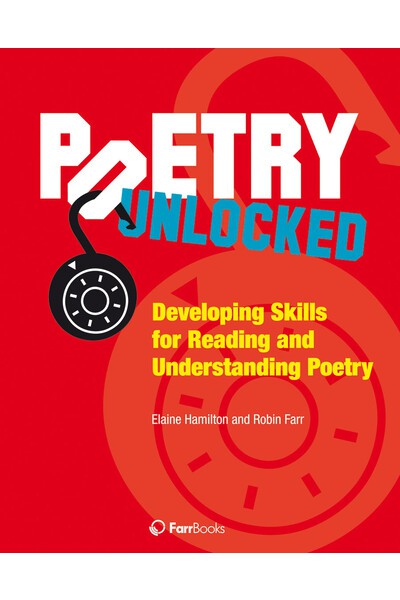 POETRY
UNLOCKED
Developing Skills
for Reading and
Understanding Poetry
Elaine Hamilton and Robin Farr
FarrBooks